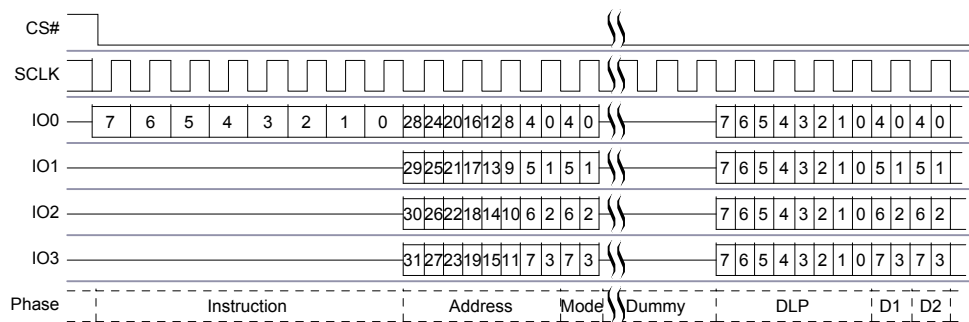 CS#
SCLK
IO0 7 6 5 4 3 2 1 0 28 24 20 16 12 8 4 0 4 0 7 6 5 4 3 2 1 0 4 0 4 0
IO1 29 25 21 17 13 9 5 1 5 1 7 6 5 4 3 2 1 0 5 1 5 1
IO2 30 26 22 18 14 10 6 2 6 2 7 6 5 4 3 2 1 0 6 2 6 2
IO3 31 27 23 19 15 11 7 3 7 3 7 6 5 4 3 2 1 0 7 3 7 3
Phase Instruction Address Mode Dummy DLP D1 D2